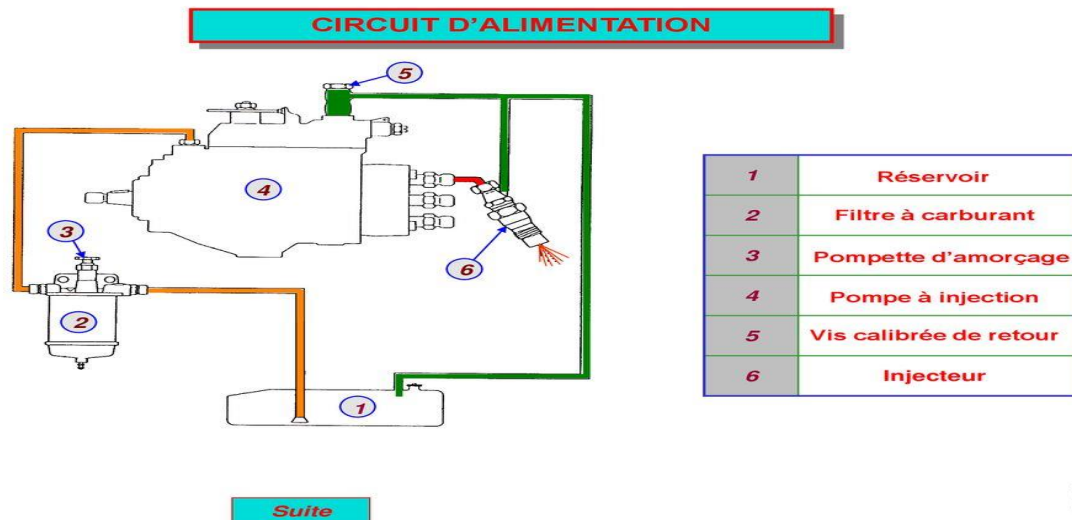 CIRCUIT D'ALIMENTATION
5
4
3
6
2
1
1 Réservoir
2 Filtre à carburant
3 Pompette d'amorçage
4 Pompe à injection
5 Vis calibrée de retour
6 Injecteur
Suite